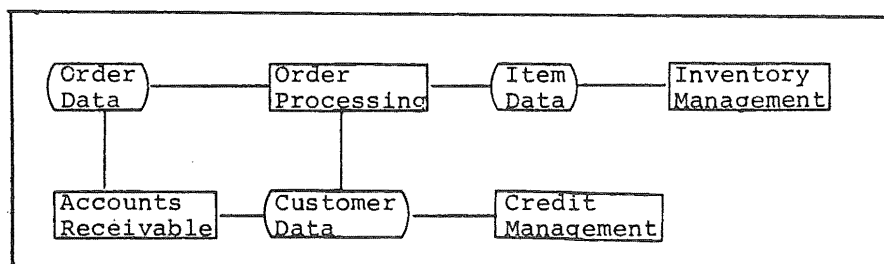 Order
Data
Order
Processing
Item
Data
Inventory
Management
Accounts
Receivable
Customer
Data
Credit
Management